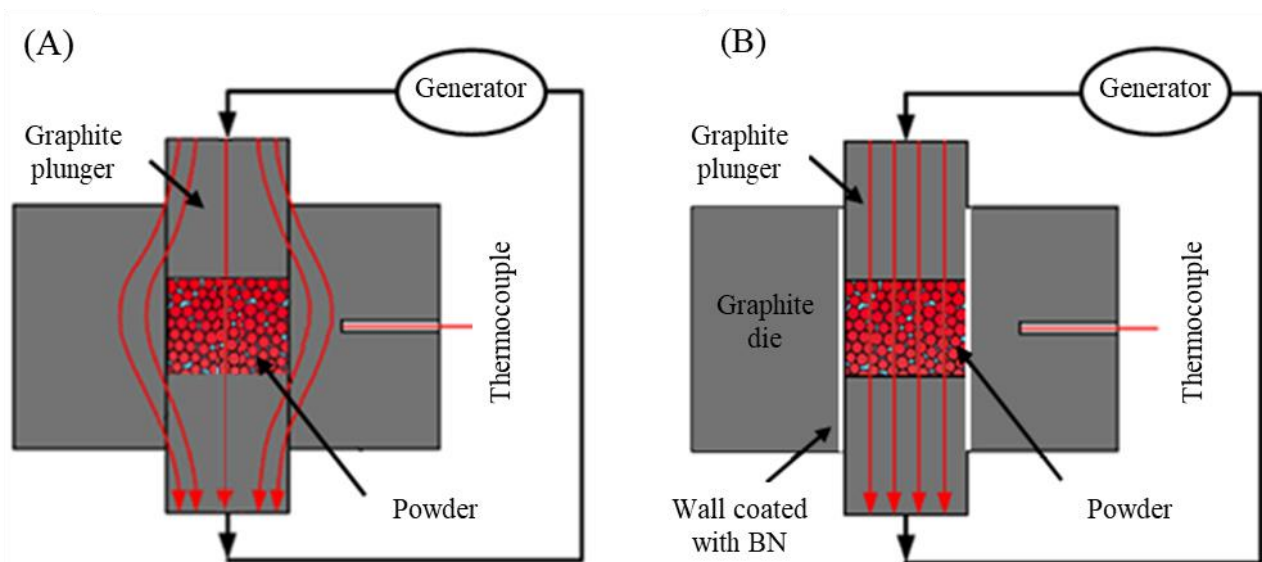 (A)
Generator
Graphite
plunger
Thermocouple
Powder
(B)
Generator
Graphite
plunger
Graphite
die
Thermocouple
Wall coated
with BN
Powder